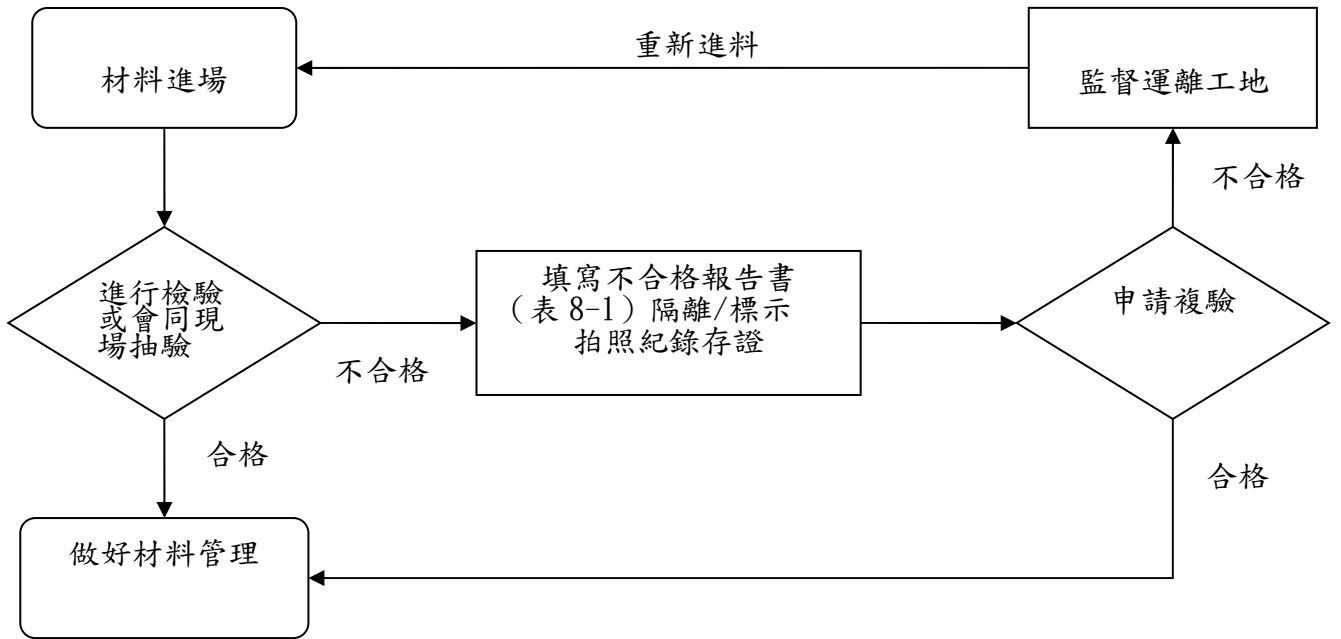 重新進料
材料進場
監督運離工地
不合格
進行檢驗
或會同現
場抽驗
填寫不合格報告書
（表 8-1）隔離/標示
拍照紀錄存證
申請複驗
不合格
合格
合格
做好材料管理